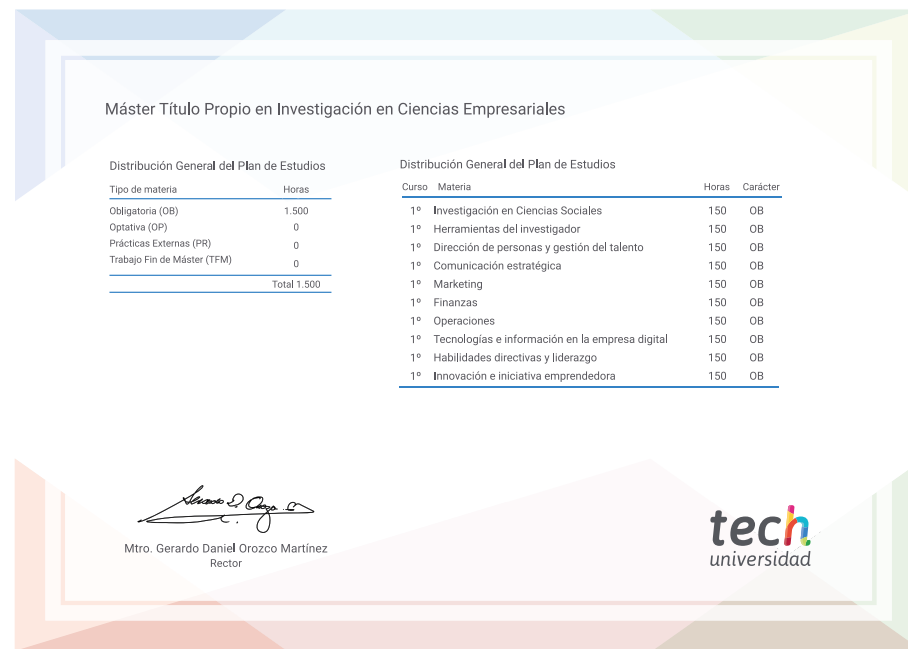 Máster Título Propio en Investigación en Ciencias Empresariales
Distribución General del Plan de Estudios
Tipo de materia Horas
Obligatoria (OB) 1.500
Optativa (OP) 0
Prácticas Externas (PR) 0
Trabajo Fin de Máster (TFM) 0
Total 1.500
Distribución General del Plan de Estudios
Curso Materia Horas Carácter
1º Investigación en Ciencias Sociales 150 OB
1º Herramientas del investigador 150 OB
1º Dirección de personas y gestión del talento 150 OB
1º Comunicación estratégica 150 OB
1º Marketing 150 OB
1º Finanzas 150 OB
1º Operaciones 150 OB
1º Tecnologías e información en la empresa digital 150 OB
1º Habilidades directivas y liderazgo 150 OB
1º Innovación e iniciativa emprendedora 150 OB
Mtro. Gerardo Daniel Orozco Martínez
Rector
tech
universidad